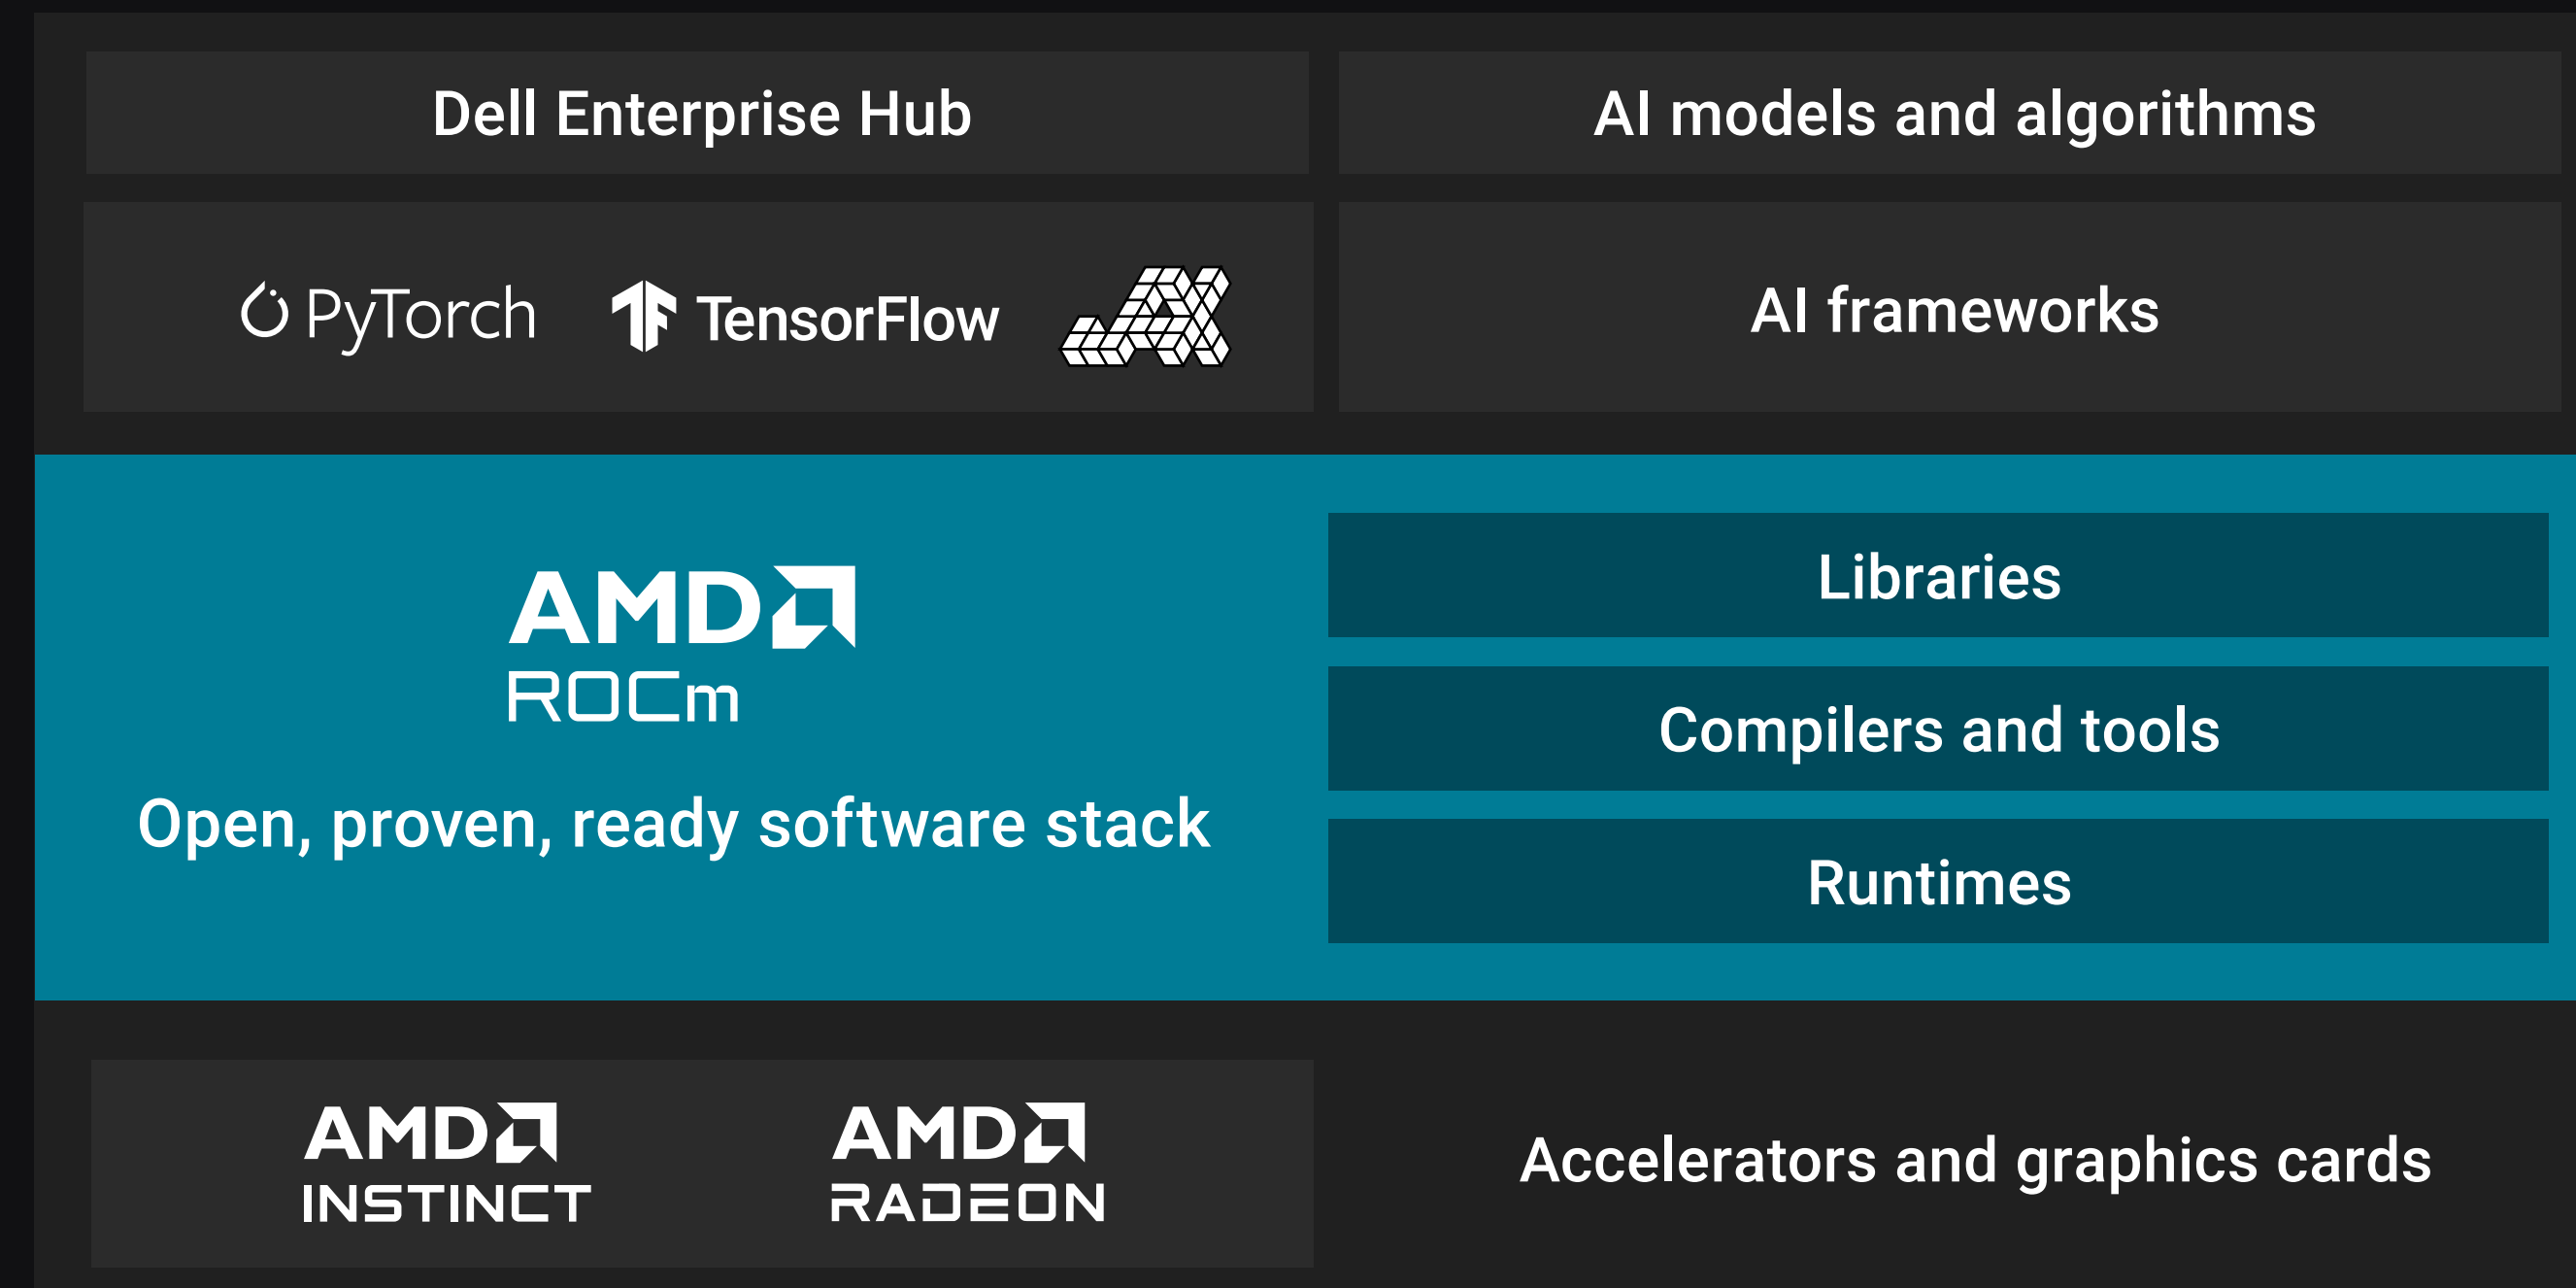 Dell Enterprise Hub
AI models and algorithms
PyTorch
TensorFlow
JAX
AI frameworks
AMD
ROCm
Open, proven, ready software stack
Libraries
Compilers and tools
Runtimes
AMD
INSTINCT
AMD
RADEON
Accelerators and graphics cards